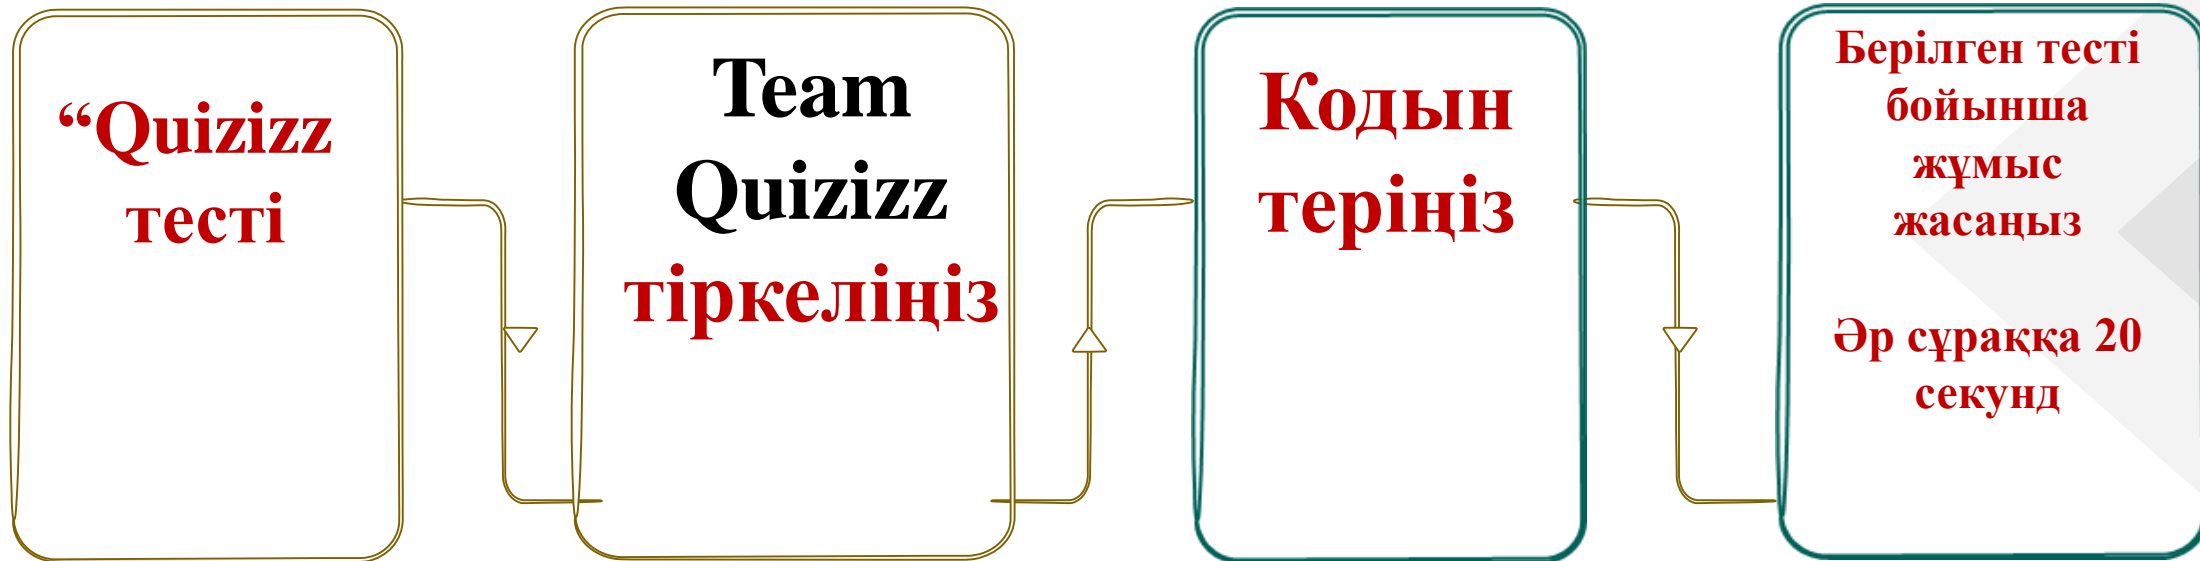 “Quizizz
тесті
Team
Quizizz
тіркеліңіз
Кодын
теріңіз
Берілген тесті
бойынша
жұмыс
жасаңыз
Әр сұраққа 20
секунд